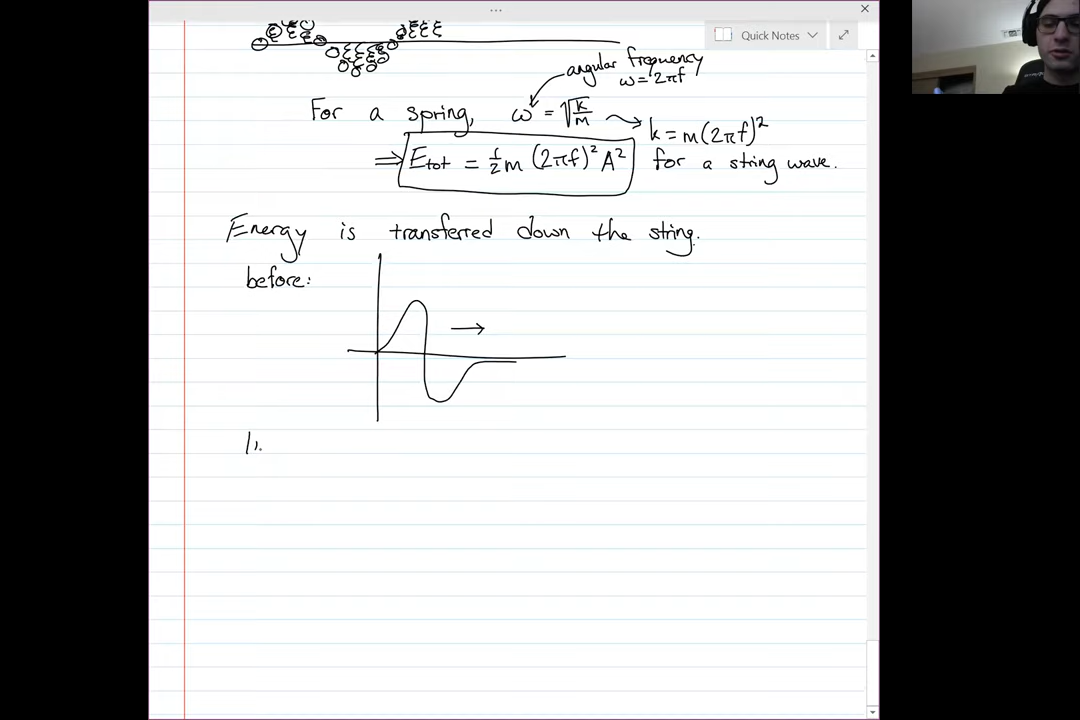 Quick Notes
angular frequency
ω = 2πf
For a spring, ω = √k/m
k = m(2πf)²
⇒ Etot = 1/2 m (2πf)² A² for a string wave.
Energy is transferred down the string.
before: